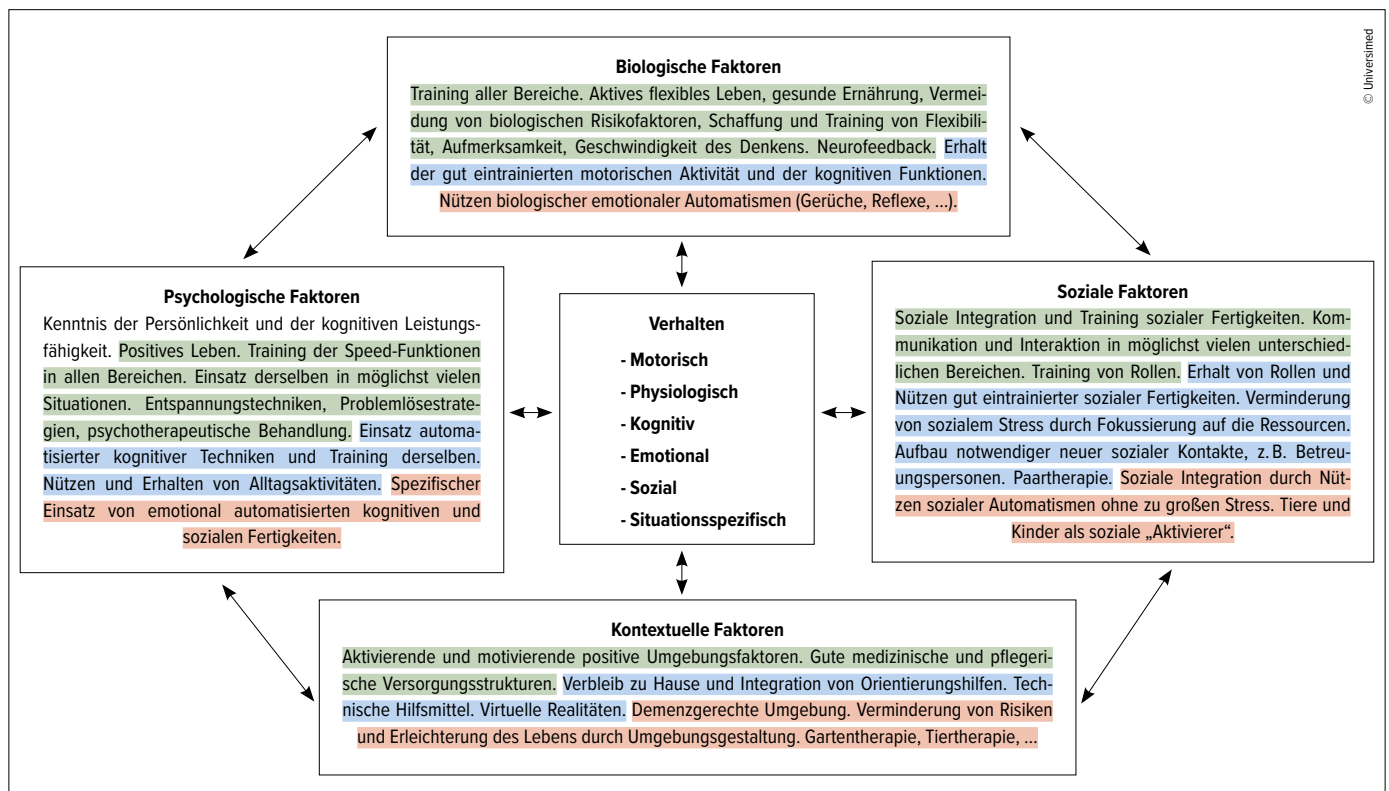 © Universimed
Biologische Faktoren
Training aller Bereiche. Aktives flexibles Leben, gesunde Ernährung, Vermei-
dung von biologischen Risikofaktoren, Schaffung und Training von Flexibili-
tät, Aufmerksamkeit, Geschwindigkeit des Denkens. Neurofeedback. Erhalt
der gut eintrainierten motorischen Aktivität und der kognitiven Funktionen.
Nützen biologischer emotionaler Automatismen (Gerüche, Reflexe, ...).
Psychologische Faktoren
Kenntnis der Persönlichkeit und der kognitiven Leistungs-
fähigkeit. Positives Leben. Training der Speed-Funktionen
in allen Bereichen. Einsatz derselben in möglichst vielen
Situationen. Entspannungstechniken, Problemlösestrate-
gien, psychotherapeutische Behandlung. Einsatz automa-
tisierter kognitiver Techniken und Training derselben.
Nützen und Erhalten von Alltagsaktivitäten. Spezifischer
Einsatz von emotional automatisierten kognitiven und
sozialen Fertigkeiten.
Verhalten
- Motorisch
- Physiologisch
- Kognitiv
- Emotional
- Sozial
- Situationsspezifisch
Soziale Faktoren
Soziale Integration und Training sozialer Fertigkeiten. Kom-
munikation und Interaktion in möglichst vielen unterschied-
lichen Bereichen. Training von Rollen. Erhalt von Rollen und
Nützen gut eintrainierter sozialer Fertigkeiten. Verminderung
von sozialem Stress durch Fokussierung auf die Ressourcen.
Aufbau notwendiger neuer sozialer Kontakte, z. B. Betreu-
ungspersonen. Paartherapie. Soziale Integration durch Nüt-
zen sozialer Automatismen ohne zu großen Stress. Tiere und
Kinder als soziale „Aktivierer“.
Kontextuelle Faktoren
Aktivierende und motivierende positive Umgebungsfaktoren. Gute medizinische und pflegeri-
sche Versorgungsstrukturen. Verbleib zu Hause und Integration von Orientierungshilfen. Tech-
nische Hilfsmittel. Virtuelle Realitäten. Demenzgerechte Umgebung. Verminderung von Risiken
und Erleichterung des Lebens durch Umgebungsgestaltung. Gartentherapie, Tiertherapie, ...